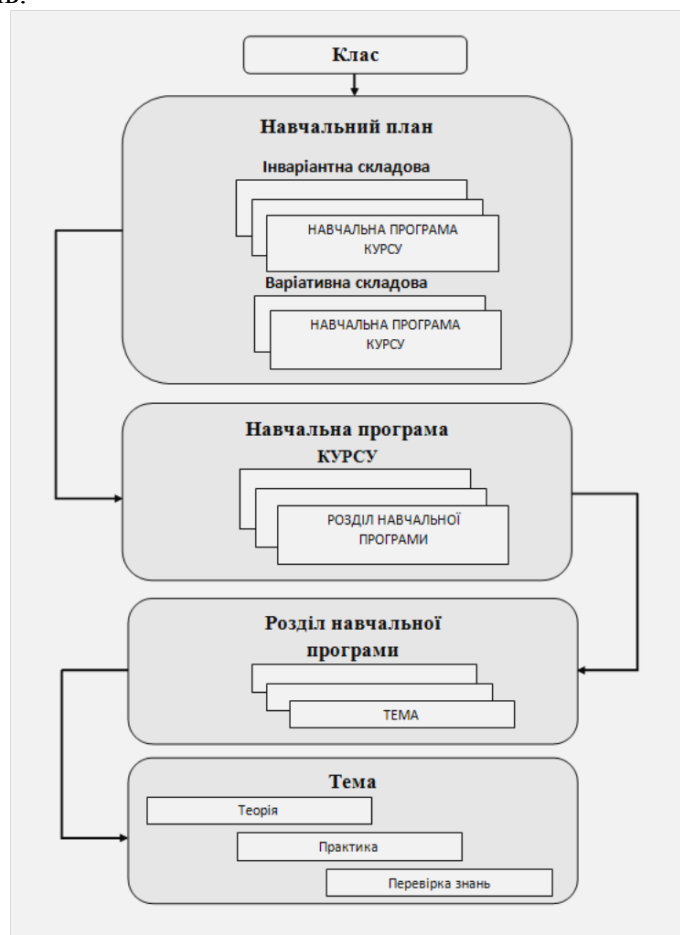 ть.
Клас
Навчальний план
Інваріантна складова
НАВЧАЛЬНА ПРОГРАМА
КУРСУ
Варіативна складова
НАВЧАЛЬНА ПРОГРАМА
КУРСУ
Навчальна програма
КУРСУ
РОЗДІЛ НАВЧАЛЬНОЇ
ПРОГРАМИ
Розділ навчальної
програми
ТЕМА
Тема
Теорія
Практика
Перевірка знань